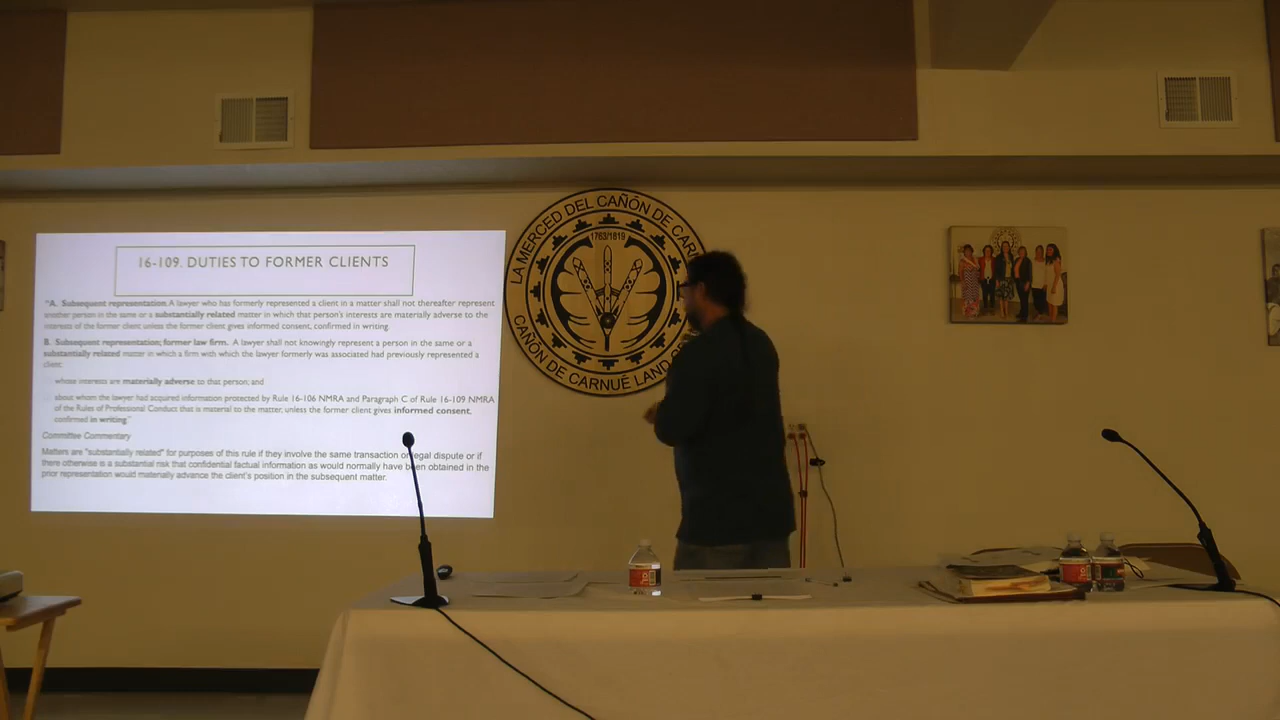 16-109. DUTIES TO FORMER CLIENTS
"A. Subsequent representation. A lawyer who has formerly represented a client in a matter shall not thereafter represent
another person in the same or a substantially related matter in which that person's interests are materially adverse to the
interests of the former client unless the former client gives informed consent, confirmed in writing.
B. Subsequent representation; former law firm. A lawyer shall not knowingly represent a person in the same or a
substantially related matter in which a firm with which the lawyer formerly was associated had previously represented a
client:
whose interests are materially adverse to that person; and
about whom the lawyer had acquired information protected by Rule 16-106 NMRA and Paragraph C of Rule 16-109 NMRA
of the Rules of Professional Conduct that is material to the matter, unless the former client gives informed consent,
confirmed in writing."
Committee Commentary
Matters are "substantially related" for purposes of this rule if they involve the same transaction or legal dispute or if
there otherwise is a substantial risk that confidential factual information as would normally have been obtained in the
prior representation would materially advance the client's position in the subsequent matter.
LA MERCED DEL CAÑÓN DE CAR
1763/1819
CAÑÓN DE CARNUÉ LAND